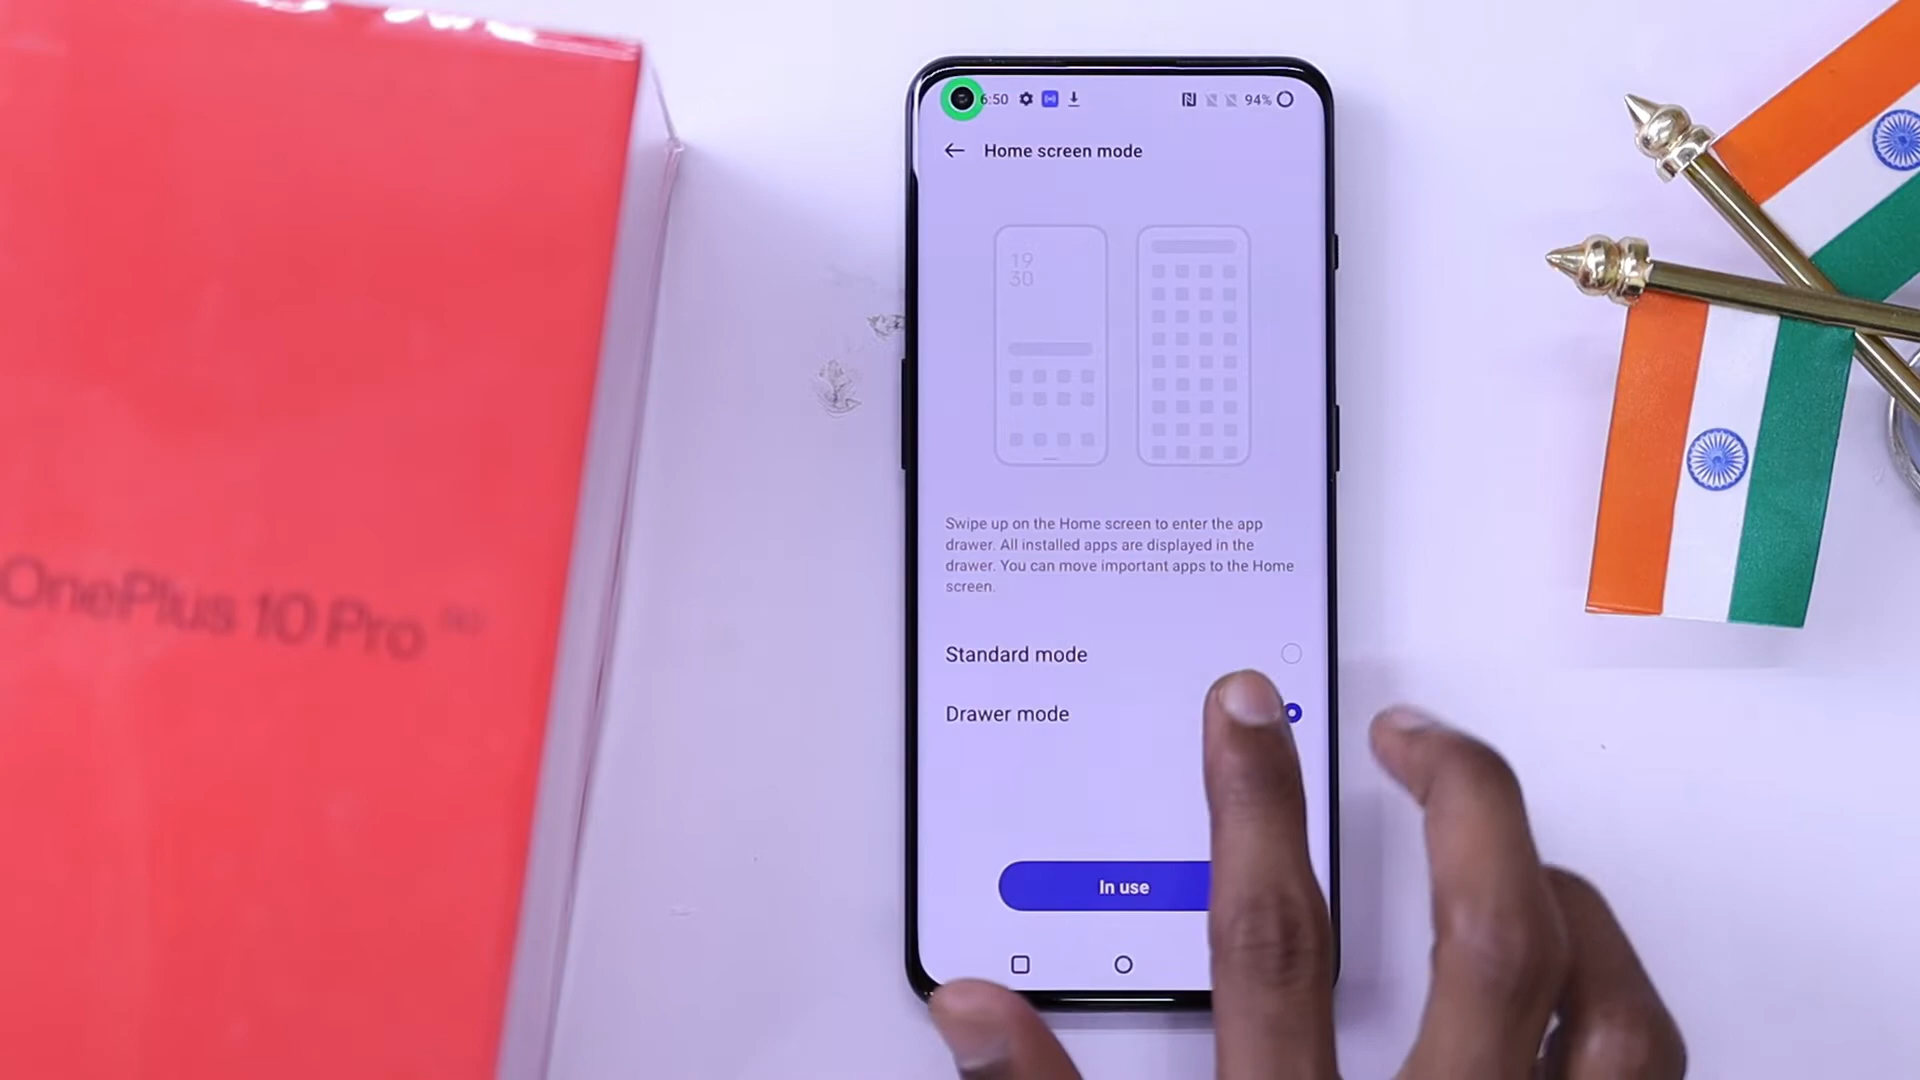 OnePlus 10 Pro
6:50
94%
Home screen mode
19
30
Swipe up on the Home screen to enter the app
drawer. All installed apps are displayed in the
drawer. You can move important apps to the Home
screen.
Standard mode
Drawer mode
In use